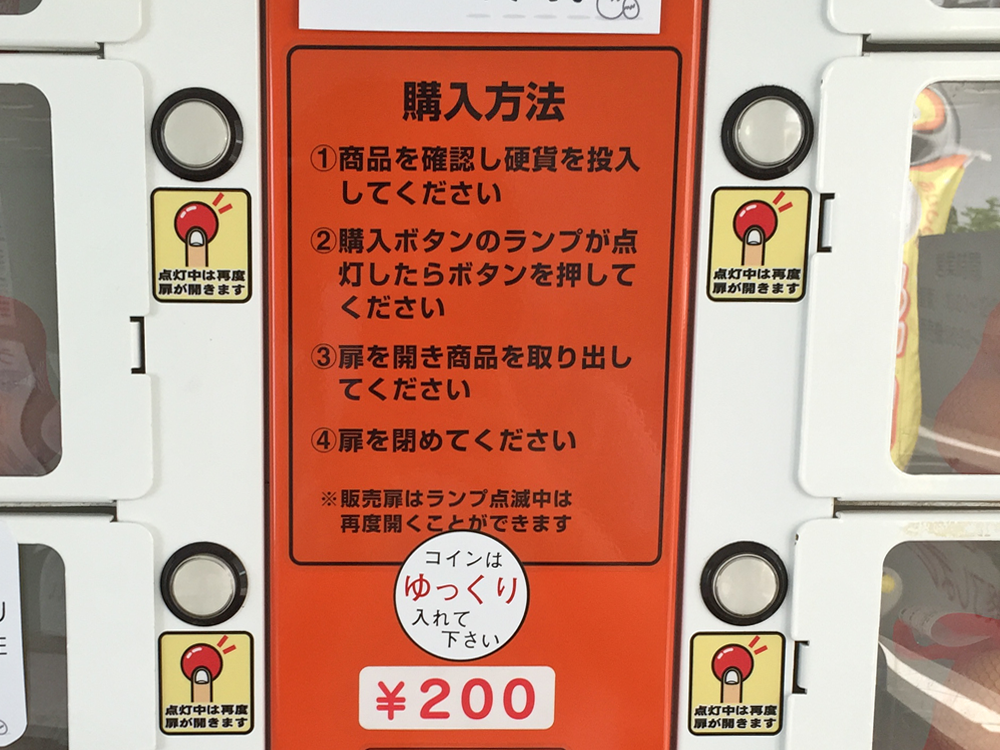 購入方法
①商品を確認し硬貨を投入
してください
②購入ボタンのランプが点
灯したらボタンを押して
ください
③扉を開き商品を取り出し
てください
④扉を閉めてください
※販売扉はランプ点滅中は
再度開くことができます
コインは
ゆっくり
入れて
下さい
¥200
点灯中は再度
扉が開きます
点灯中は再度
扉が開きます
点灯中は再度
扉が開きます
点灯中は再度
扉が開きます